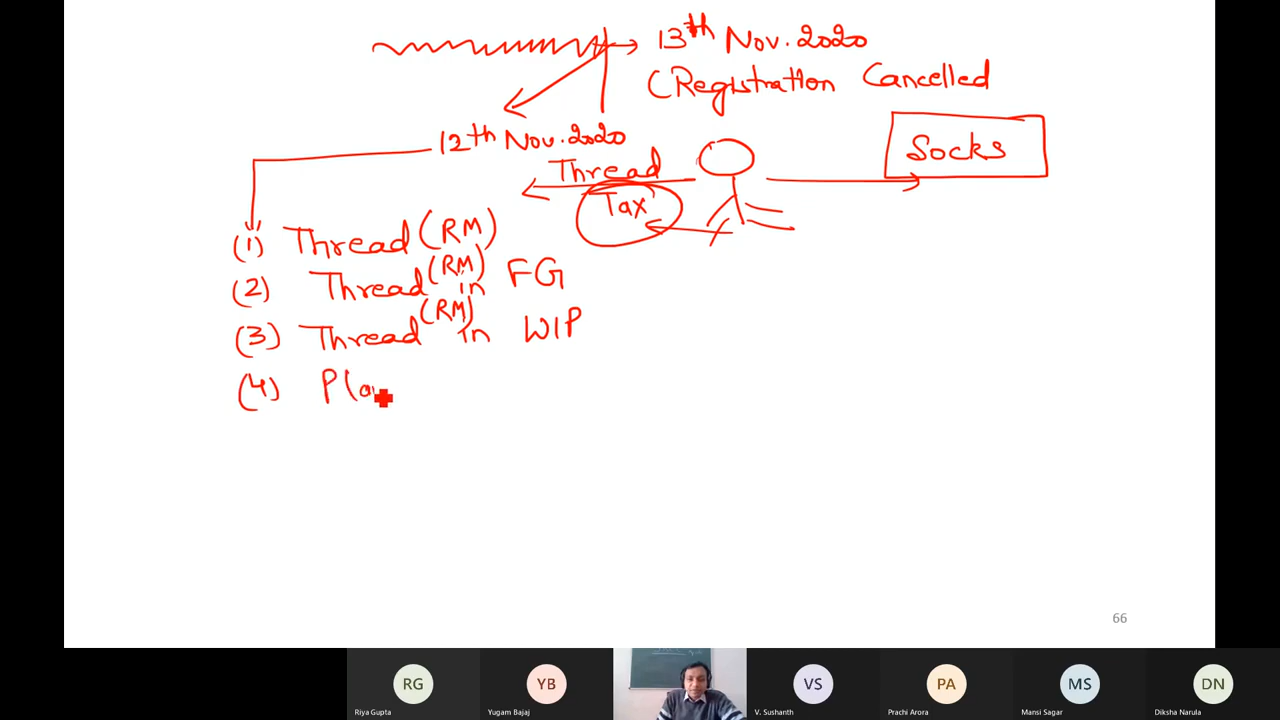 13th Nov. 2020
(Registration Cancelled
12th Nov. 2020
Thread
Socks
Tax
(1) Thread (RM)
(2) Thread (RM) in FG
(3) Thread (RM) in WIP
(4) Pla
66
RG
YB
VS
PA
MS
DN
Riya Gupta
Yugam Bajaj
V. Sushanth
Prachi Arora
Mansi Sagar
Diksha Narula